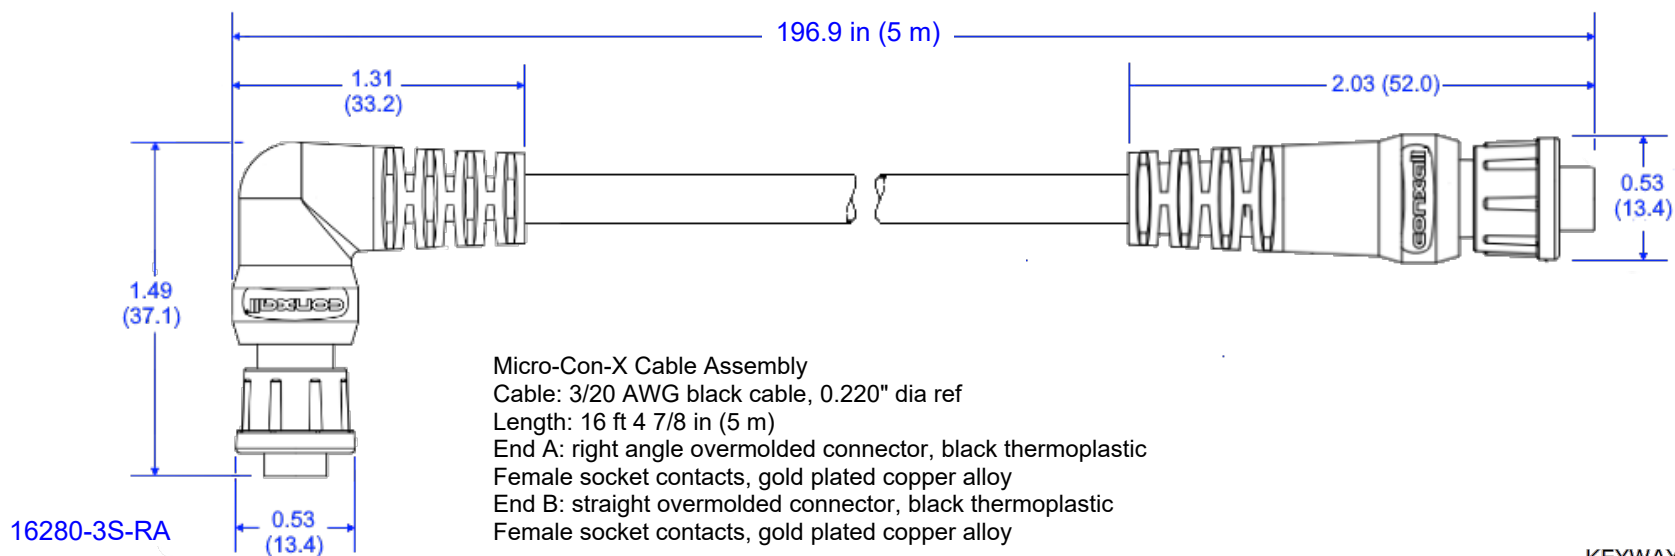 196.9 in (5 m)
1.31
(33.2)
2.03 (52.0)
0.53
(13.4)
1.49
(37.1)
conxall
conxall
Micro-Con-X Cable Assembly
Cable: 3/20 AWG black cable, 0.220" dia ref
Length: 16 ft 4 7/8 in (5 m)
End A: right angle overmolded connector, black thermoplastic
Female socket contacts, gold plated copper alloy
End B: straight overmolded connector, black thermoplastic
Female socket contacts, gold plated copper alloy
16280-3S-RA
0.53
(13.4)
KEYWAY